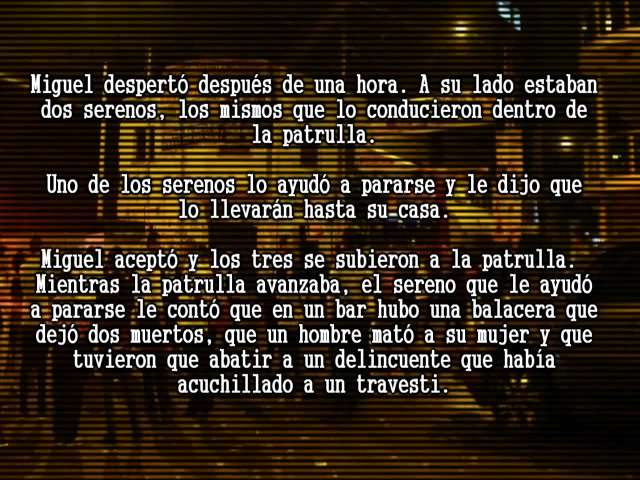 Miguel despertó después de una hora. A su lado estaban
dos serenos, los mismos que lo conducieron dentro de
la patrulla.
Uno de los serenos lo ayudó a pararse y le dijo que
lo llevarán hasta su casa.
Miguel aceptó y los tres se subieron a la patrulla.
Mientras la patrulla avanzaba, el sereno que le ayudó
a pararse le contó que en un bar hubo una balacera que
dejó dos muertos, que un hombre mató a su mujer y que
tuvieron que abatir a un delincuente que había
acuchillado a un travesti.